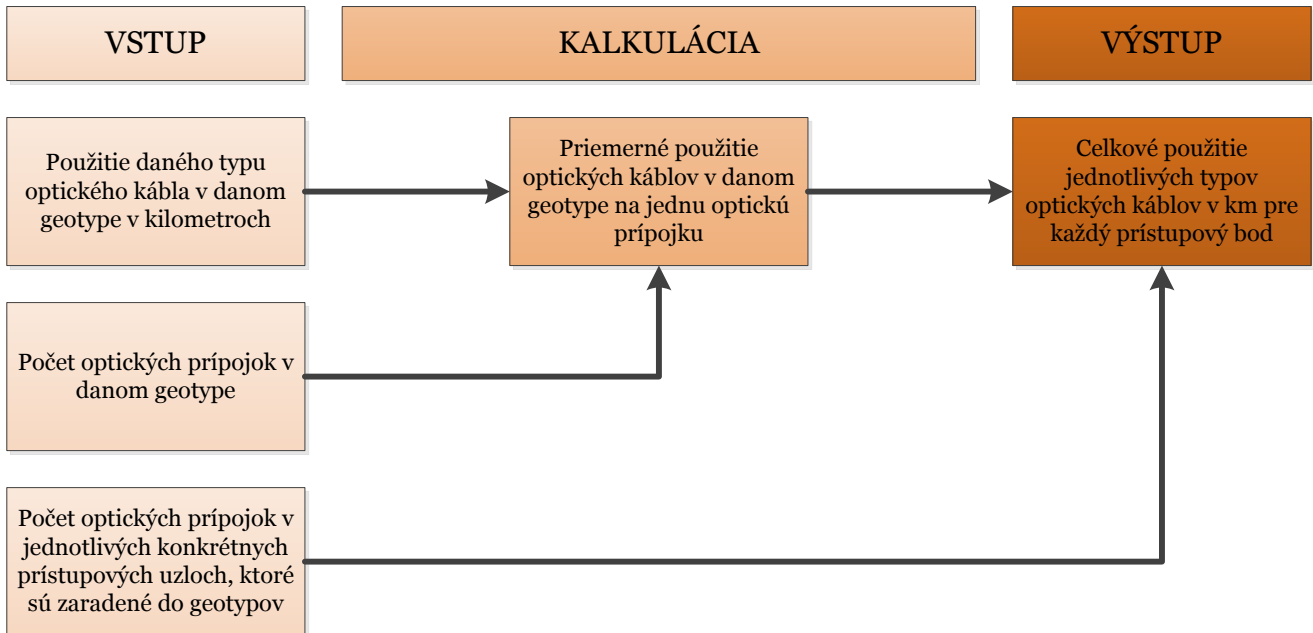 VSTUP
KALKULÁCIA
VÝSTUP
Použitie daného typu
optického kábla v danom
geotype v kilometroch
Priemerné použitie
optických káblov v danom
geotype na jednu optickú
prípojku
Celkové použitie
jednotlivých typov
optických káblov v km pre
každý prístupový bod
Počet optických prípojok v
danom geotype
Počet optických prípojok v
jednotlivých konkrétnych
prístupových uzloch, ktoré
sú zaradené do geotypov